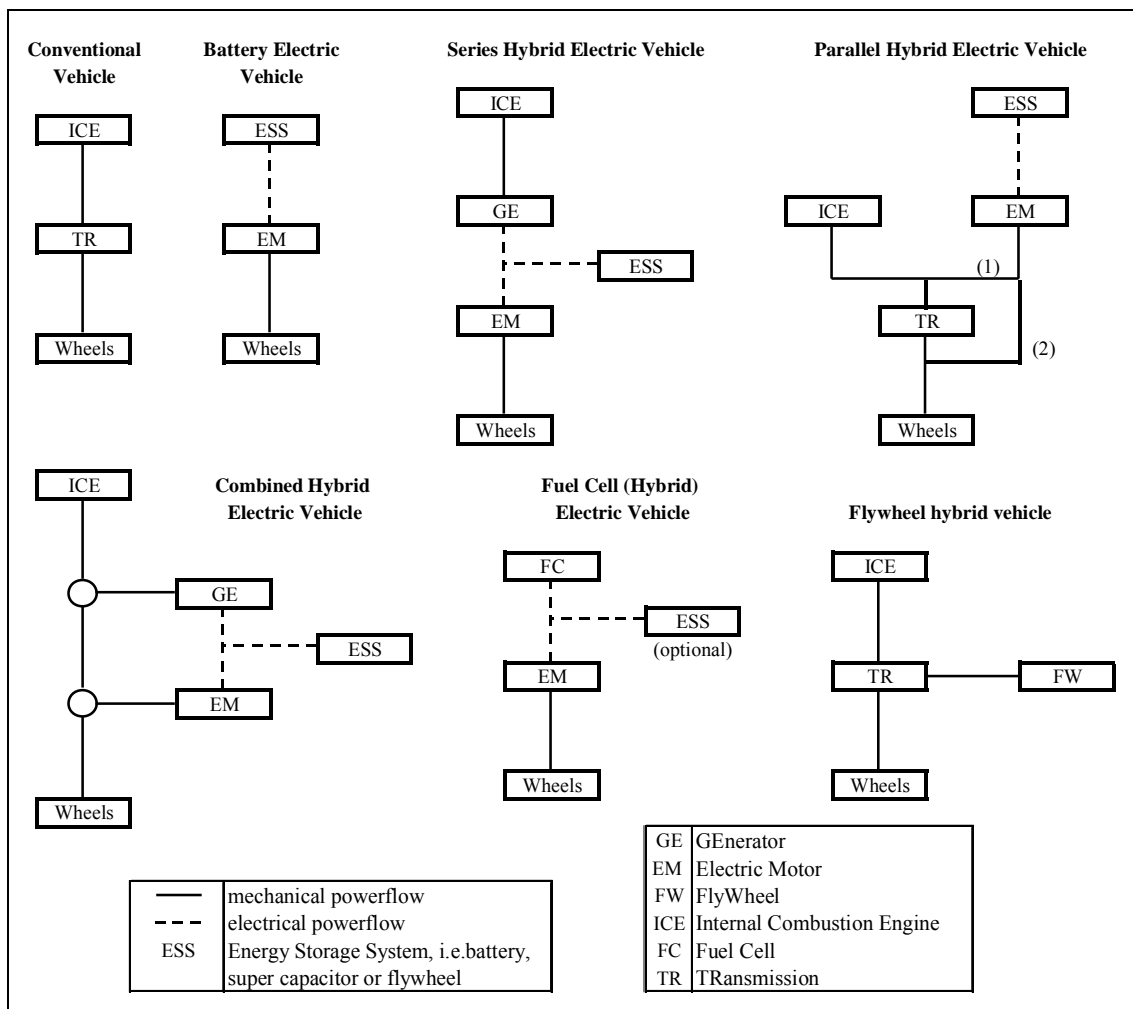 Conventional
Vehicle
ICE
TR
Wheels
Battery Electric
Vehicle
ESS
EM
Wheels
Series Hybrid Electric Vehicle
ICE
GE
ESS
EM
Wheels
Parallel Hybrid Electric Vehicle
ESS
ICE
EM
(1)
TR
(2)
Wheels
Combined Hybrid
Electric Vehicle
ICE
GE
ESS
EM
Wheels
Fuel Cell (Hybrid)
Electric Vehicle
FC
ESS
(optional)
EM
Wheels
Flywheel hybrid vehicle
ICE
TR
FW
Wheels
mechanical powerflow
electrical powerflow
ESS Energy Storage System, i.e.battery,
super capacitor or flywheel
GE GEnerator
EM Electric Motor
FW FlyWheel
ICE Internal Combustion Engine
FC Fuel Cell
TR TRansmission